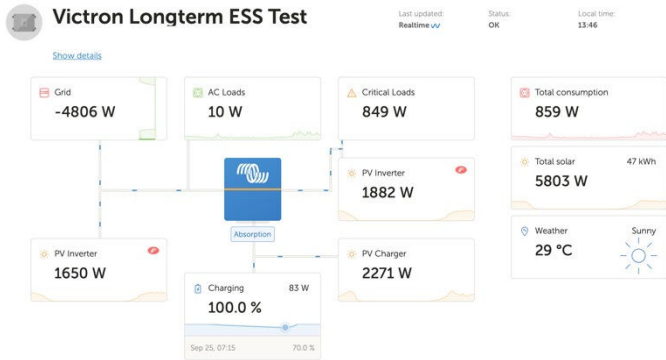 Victron Longterm ESS Test
Last updated:
Realtime
Status:
OK
Local time:
13:46
Show details
Grid
-4806 W
AC Loads
10 W
Critical Loads
849 W
Total consumption
859 W
PV Inverter
1882 W
Total solar
47 kWh
5803 W
Absorption
Weather
Sunny
29 °C
PV Inverter
1650 W
PV Charger
2271 W
Charging
83 W
100.0 %
Sep 25, 07:15
70.0 %